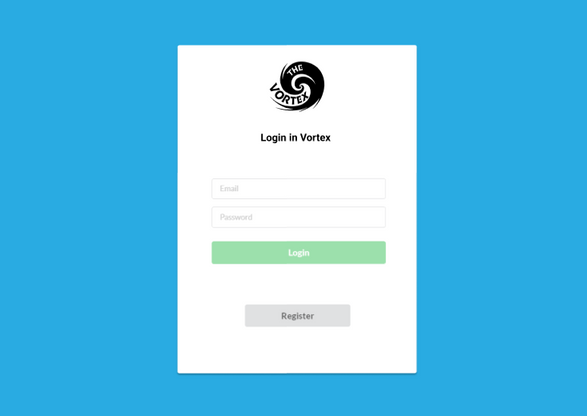 THE
VORTEX
Login in Vortex
Email
Password
Login
Register